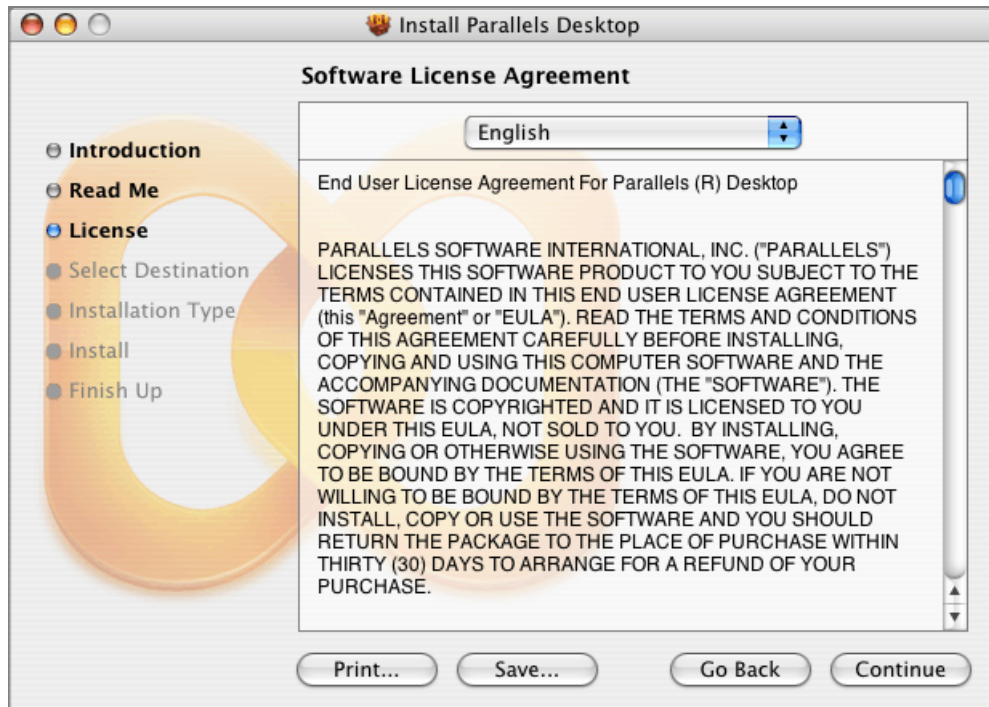 Install Parallels Desktop
Software License Agreement
Introduction
Read Me
License
Select Destination
Installation Type
Install
Finish Up
English
End User License Agreement For Parallels (R) Desktop
PARALLELS SOFTWARE INTERNATIONAL, INC. ("PARALLELS")
LICENSES THIS SOFTWARE PRODUCT TO YOU SUBJECT TO THE
TERMS CONTAINED IN THIS END USER LICENSE AGREEMENT
(this "Agreement" or "EULA"). READ THE TERMS AND CONDITIONS
OF THIS AGREEMENT CAREFULLY BEFORE INSTALLING,
COPYING AND USING THIS COMPUTER SOFTWARE AND THE
ACCOMPANYING DOCUMENTATION (THE "SOFTWARE"). THE
SOFTWARE IS COPYRIGHTED AND IT IS LICENSED TO YOU
UNDER THIS EULA, NOT SOLD TO YOU.  BY INSTALLING,
COPYING OR OTHERWISE USING THE SOFTWARE, YOU AGREE
TO BE BOUND BY THE TERMS OF THIS EULA. IF YOU ARE NOT
WILLING TO BE BOUND BY THE TERMS OF THIS EULA, DO NOT
INSTALL, COPY OR USE THE SOFTWARE AND YOU SHOULD
RETURN THE PACKAGE TO THE PLACE OF PURCHASE WITHIN
THIRTY (30) DAYS TO ARRANGE FOR A REFUND OF YOUR
PURCHASE.
Print...
Save...
Go Back
Continue